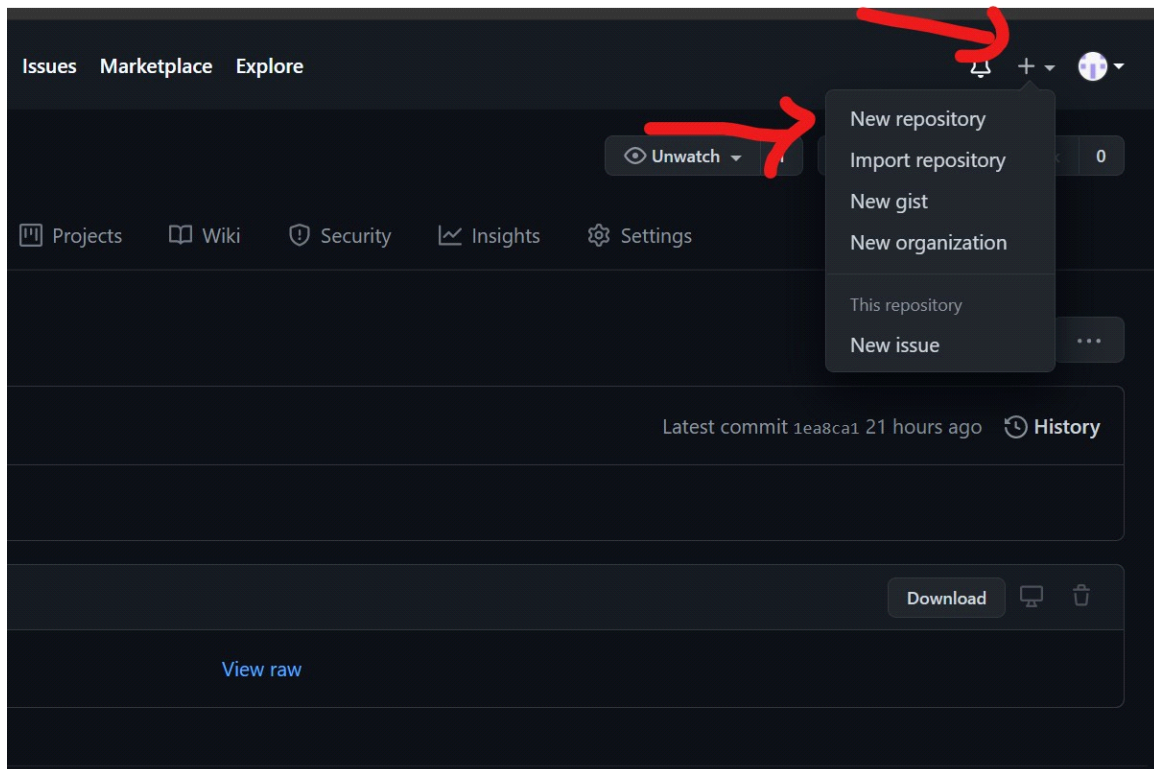 Issues Marketplace Explore
New repository
Unwatch
Import repository
0
New gist
Projects Wiki Security Insights Settings
New organization
This repository
New issue
Latest commit 1ea8ca1 21 hours ago History
Download
View raw